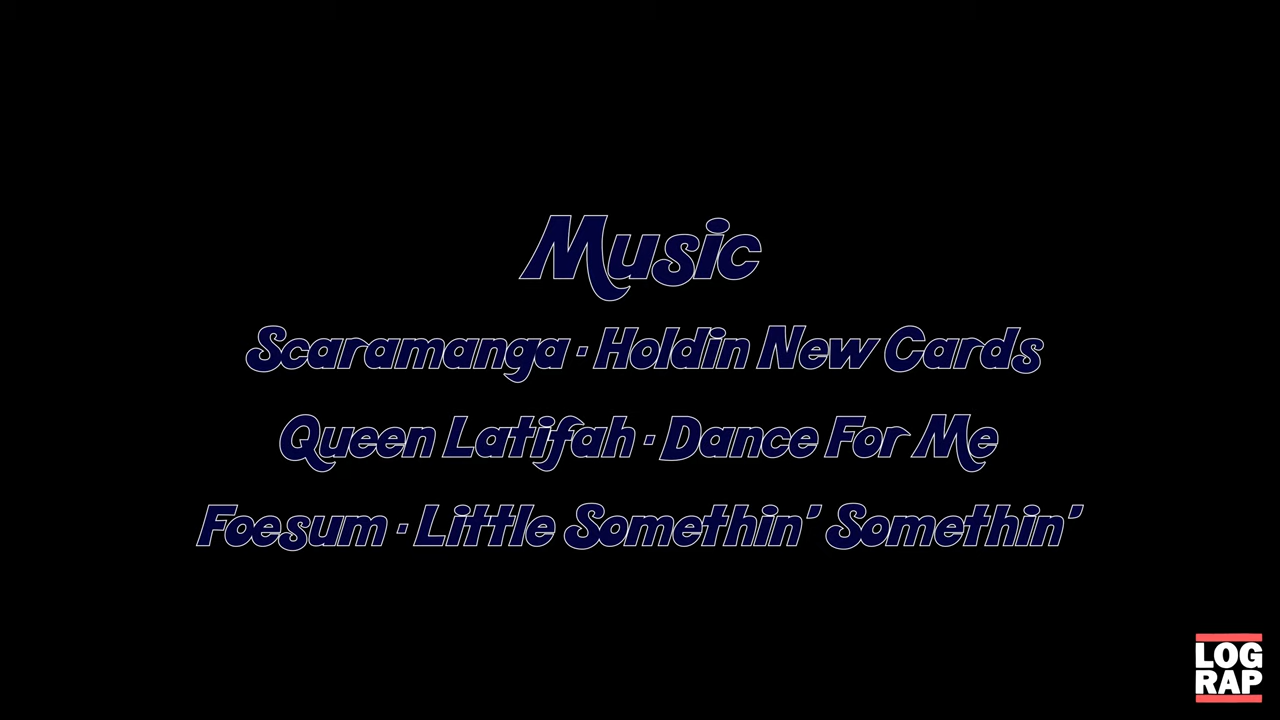 Music
Scaramanga · Holdin New Cards
Queen Latifah · Dance For Me
Foesum · Little Somethin' Somethin'
LOG
RAP